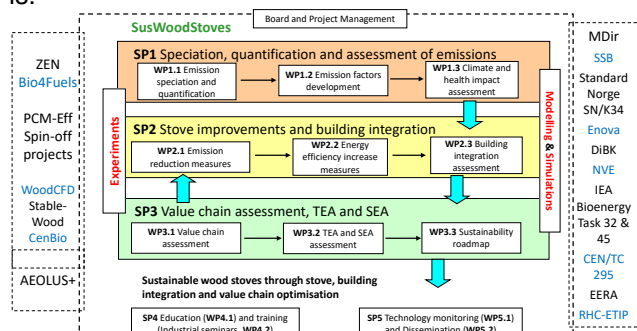 Board and Project Management
SusWoodStoves
SP1 Speciation, quantification and assessment of emissions
WP1.1 Emission
speciation and
quantification
WP1.2 Emission factors
development
WP1.3 Climate and
health impact
assessment
SP2 Stove improvements and building integration
WP2.1 Emission
reduction measures
WP2.2 Energy
efficiency increase
measures
WP2.3 Building
integration
assessment
SP3 Value chain assessment, TEA and SEA
WP3.1 Value chain
assessment
WP3.2 TEA and SEA
assessment
WP3.3 Sustainability
roadmap
Experiments
Modelling & Simulations
Sustainable wood stoves through stove, building
integration and value chain optimisation
SP4 Education (WP4.1) and training
(Industrial seminars, WP4.2)
SP5 Technology monitoring (WP5.1)
and Dissemination (WP5.2)
ZEN
Bio4Fuels
PCM-Eff
Spin-off
projects
WoodCFD
Stable-
Wood
CenBio
AEOLUS+
MDir
SSB
Standard
Norge
SN/K34
Enova
DiBK
NVE
IEA
Bioenergy
Task 32 &
45
CEN/TC
295
EERA
RHC-ETIP